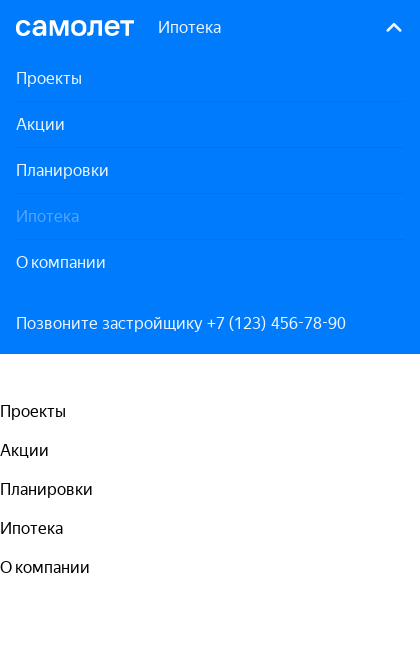 самолет Ипотека
Проекты
Акции
Планировки
Ипотека
О компании
Позвоните застройщику +7 (123) 456-78-90
Проекты
Акции
Планировки
Ипотека
О компании